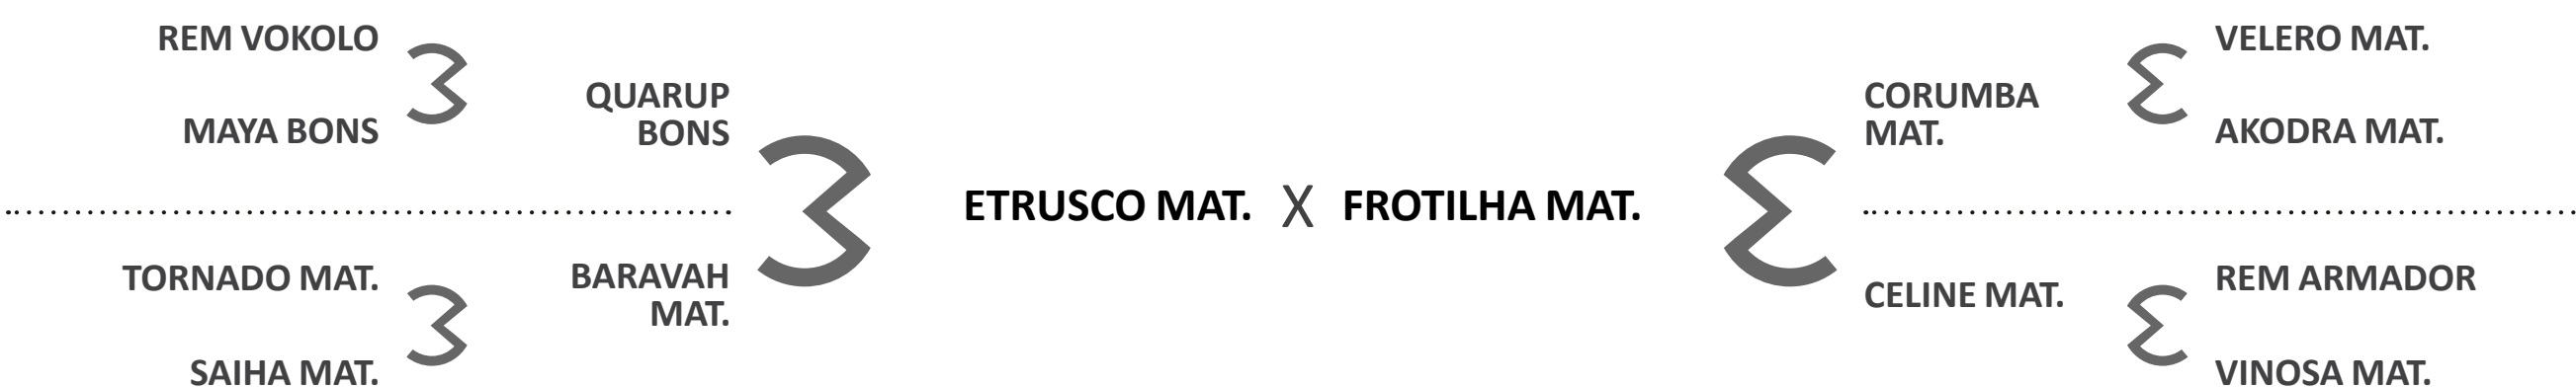 REM VOKOLO
MAYA BONS
QUARUP
BONS
TORNADO MAT.
SAIHA MAT.
BARAVAH
MAT.
ETRUSCO MAT. X FROTILHA MAT.
CORUMBA
MAT.
VELERO MAT.
AKODRA MAT.
CELINE MAT.
REM ARMADOR
VINOSA MAT.